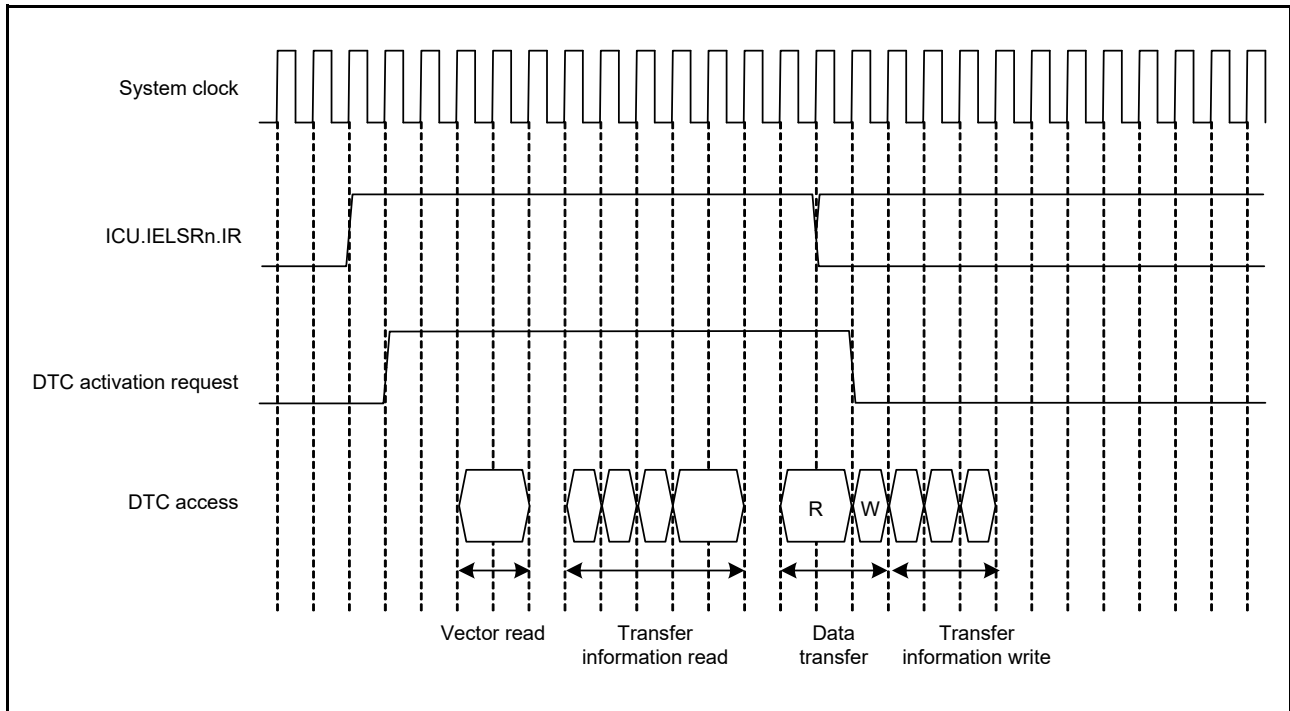 System clock
ICU.IELSRn.IR
DTC activation request
DTC access
R
W
Vector read
Transfer
information read
Data
transfer
Transfer
information write